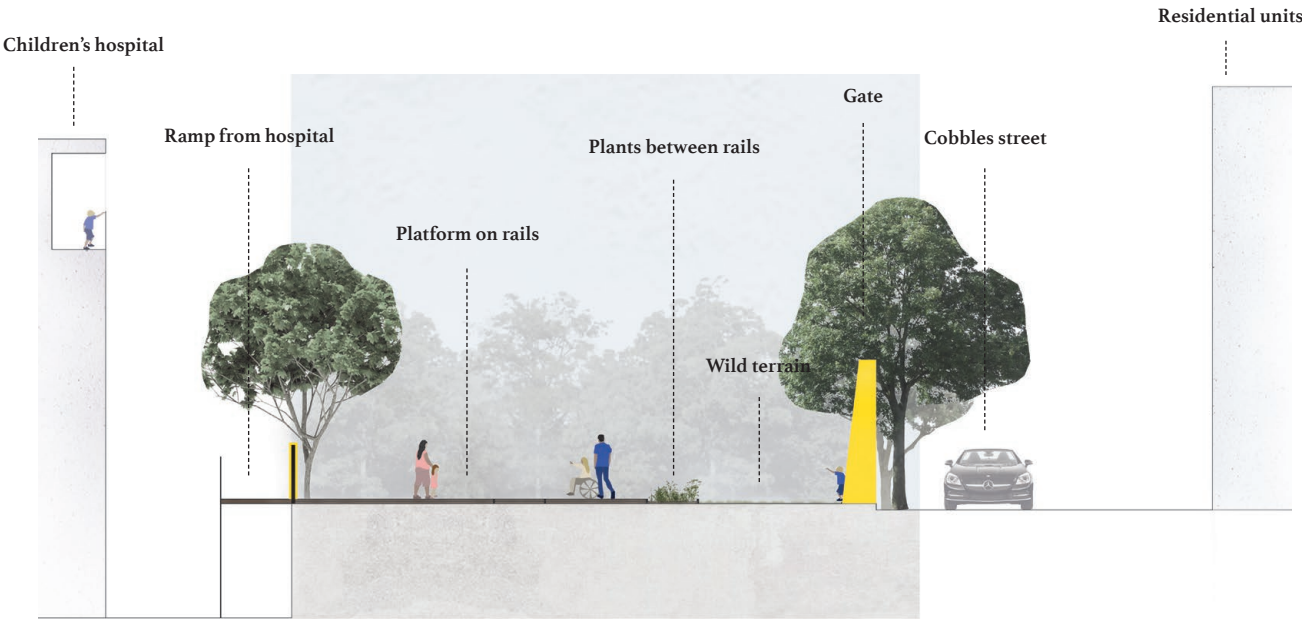 Residential units
Children's hospital
Gate
Ramp from hospital
Cobbles street
Plants between rails
Platform on rails
Wild terrain